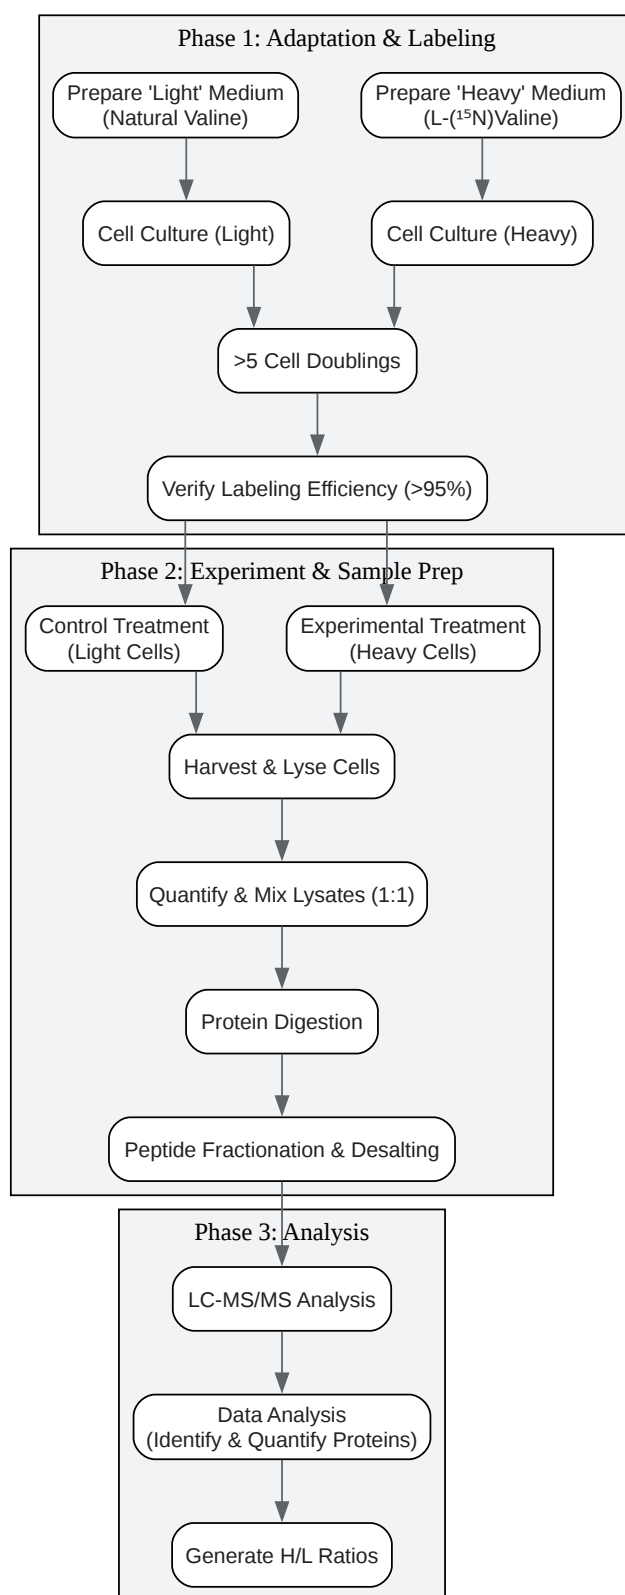 Phase 1: Adaptation & Labeling
Prepare 'Light' Medium
(Natural Valine)
Prepare 'Heavy' Medium
(L-(¹⁵N)Valine)
Cell Culture (Light)
Cell Culture (Heavy)
>5 Cell Doublings
Verify Labeling Efficiency (>95%)
Phase 2: Experiment & Sample Prep
Control Treatment
(Light Cells)
Experimental Treatment
(Heavy Cells)
Harvest & Lyse Cells
Quantify & Mix Lysates (1:1)
Protein Digestion
Peptide Fractionation & Desalting
Phase 3: Analysis
LC-MS/MS Analysis
Data Analysis
(Identify & Quantify Proteins)
Generate H/L Ratios